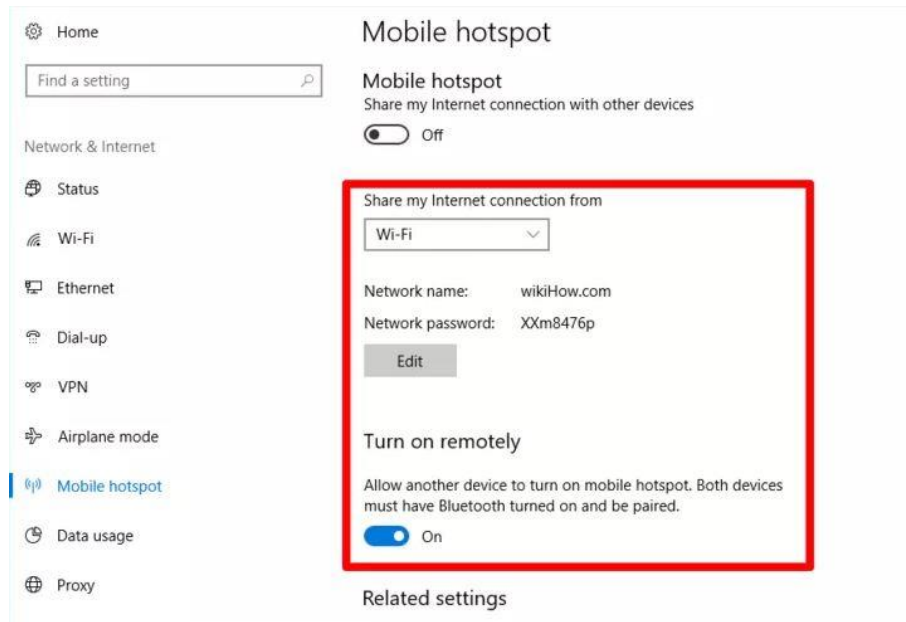 Home
Find a setting
Network & Internet
Status
Wi-Fi
Ethernet
Dial-up
VPN
Airplane mode
Mobile hotspot
Data usage
Proxy
Mobile hotspot
Mobile hotspot
Share my Internet connection with other devices
Off
Share my Internet connection from
Wi-Fi
Network name: wikiHow.com
Network password: XXm8476p
Edit
Turn on remotely
Allow another device to turn on mobile hotspot. Both devices
must have Bluetooth turned on and be paired.
On
Related settings